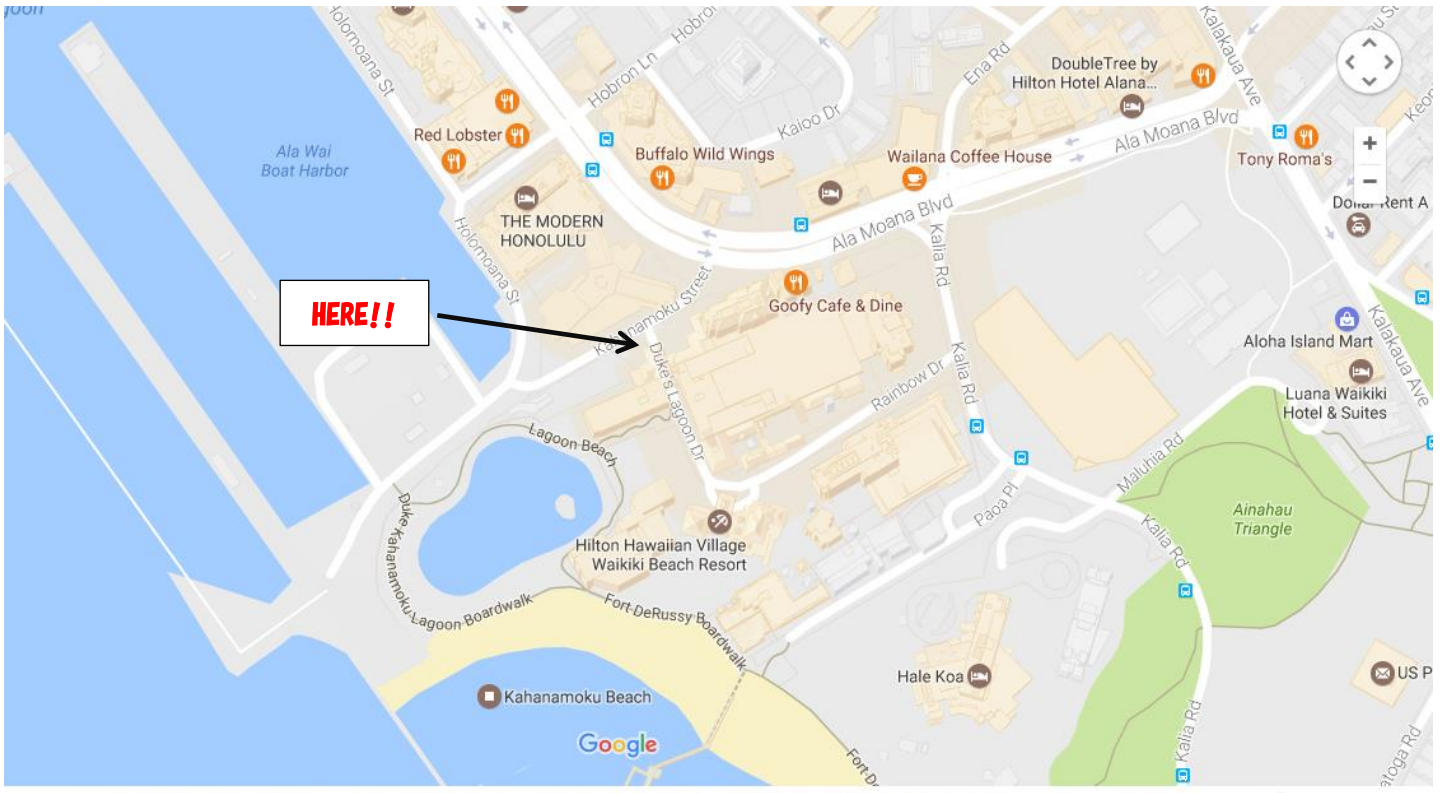 goon
Holomoana St
Hobron Ln
Hobron
Ena Rd
Kalakaua Ave
DoubleTree by
Hilton Hotel Alana...
Keon
Red Lobster
Kaioo Dr
Ala Moana Blvd
Ala Wai
Boat Harbor
Buffalo Wild Wings
Wailana Coffee House
Tony Roma's
+
−
Dollar Rent A
THE MODERN
HONOLULU
Holomoana St
Ala Moana Blvd
Kalia Rd
HERE!!
Kahanamoku Street
Goofy Cafe & Dine
Aloha Island Mart
Kalakaua Ave
Duke's Lagoon Dr
Rainbow Dr
Kalia Rd
Luana Waikiki
Hotel & Suites
Lagoon Beach
Maluhia Rd
Paoa Pl
Ainahau
Triangle
Duke Kahanamoku Lagoon Boardwalk
Hilton Hawaiian Village
Waikiki Beach Resort
Kalia Rd
Fort DeRussy Boardwalk
Hale Koa
US P
Kahanamoku Beach
Google
Kalia Rd
Fort De
atoga Rd